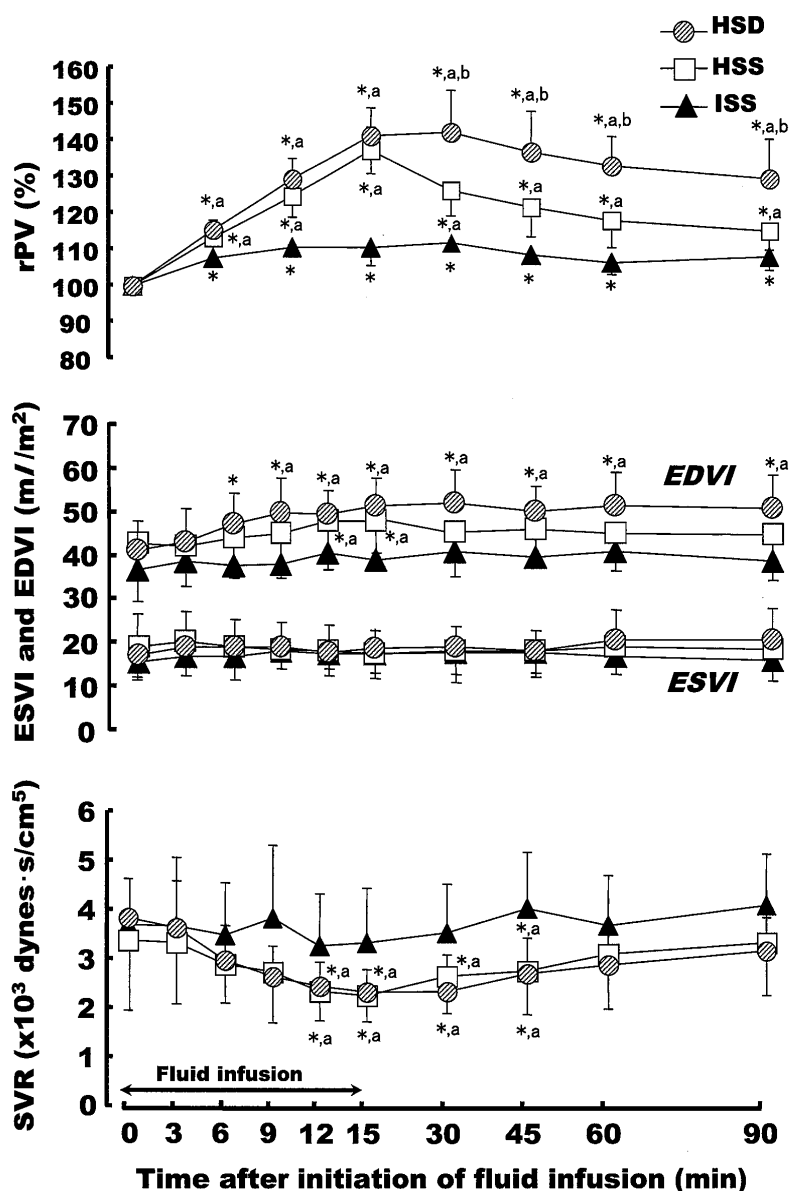 HSD
HSS
ISS
160
150
140
130
120
110
100
90
80
rPV (%)
*,a
*,a
*,a
*,a,b
*,a,b
*,a,b
*,a,b
*,a
*,a
*,a
*,a
*,a
*,a
*,a
*
*
*
*
*
*
*
70
60
50
40
30
20
10
0
ESVI and EDVI (m//m²)
*
*,a
*,a
*,a
*,a
*,a
*,a
*,a
*,a
*,a
EDVI
ESVI
6
5
4
3
2
1
0
SVR (x10³ dynes·s/cm⁵)
*,a
*,a
*,a
*,a
*,a
*,a
*,a
*,a
Fluid infusion
0 3 6 9 12 15 30 45 60 90
Time after initiation of fluid infusion (min)